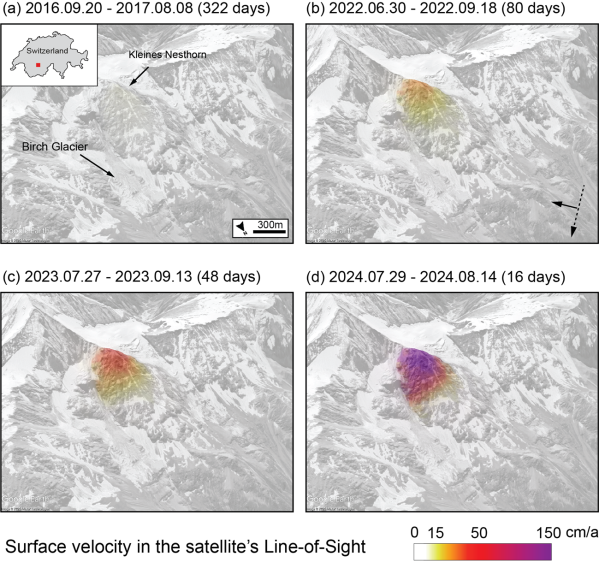 (a) 2016.09.20 - 2017.08.08 (322 days)
(b) 2022.06.30 - 2022.09.18 (80 days)
Switzerland
Kleines Nesthorn
Birch Glacier
300m
(c) 2023.07.27 - 2023.09.13 (48 days)
(d) 2024.07.29 - 2024.08.14 (16 days)
Surface velocity in the satellite's Line-of-Sight
0 15 50 150 cm/a